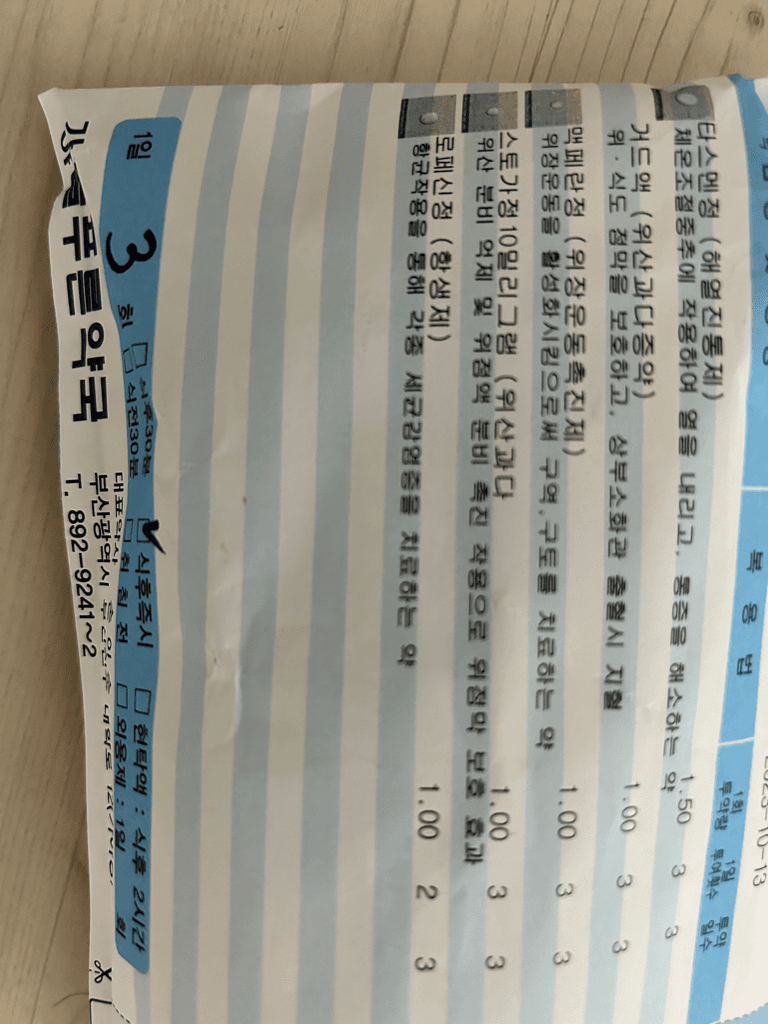 2023-10-13
복 용 법
1회 투약량 1일 투여횟수 투약 일수
타스멘정 (해열진통제)
체온조절중추에 작용하여 열을 내리고, 통증을 해소하는 약 1.50 3 3
거드액 (위산과다증약)
위·식도 점막을 보호하고, 상부소화관 출혈시 지혈 1.00 3 3
맥페란정 (위장운동촉진제)
위장운동을 활성화시킴으로써 구역,구토를 치료하는 약 1.00 3 3
스토가정10밀리그램 (위산과다
위산 분비 억제 및 위점액 분비 촉진 작용으로 위점막 보호 효과 1.00 3 3
로페신정 (항생제)
항균작용을 통해 각종 세균감염증을 치료하는 약 1.00 2 3
1일 3 회 □ 식후30분 ☑ 식후즉시 □ 현탁액 : 식후 2시간
□ 식전30분 □ 취 침 전 □ 외용제 : 1일 회
푸른약국 대표약사
부산광역시
T. 892-9241~2